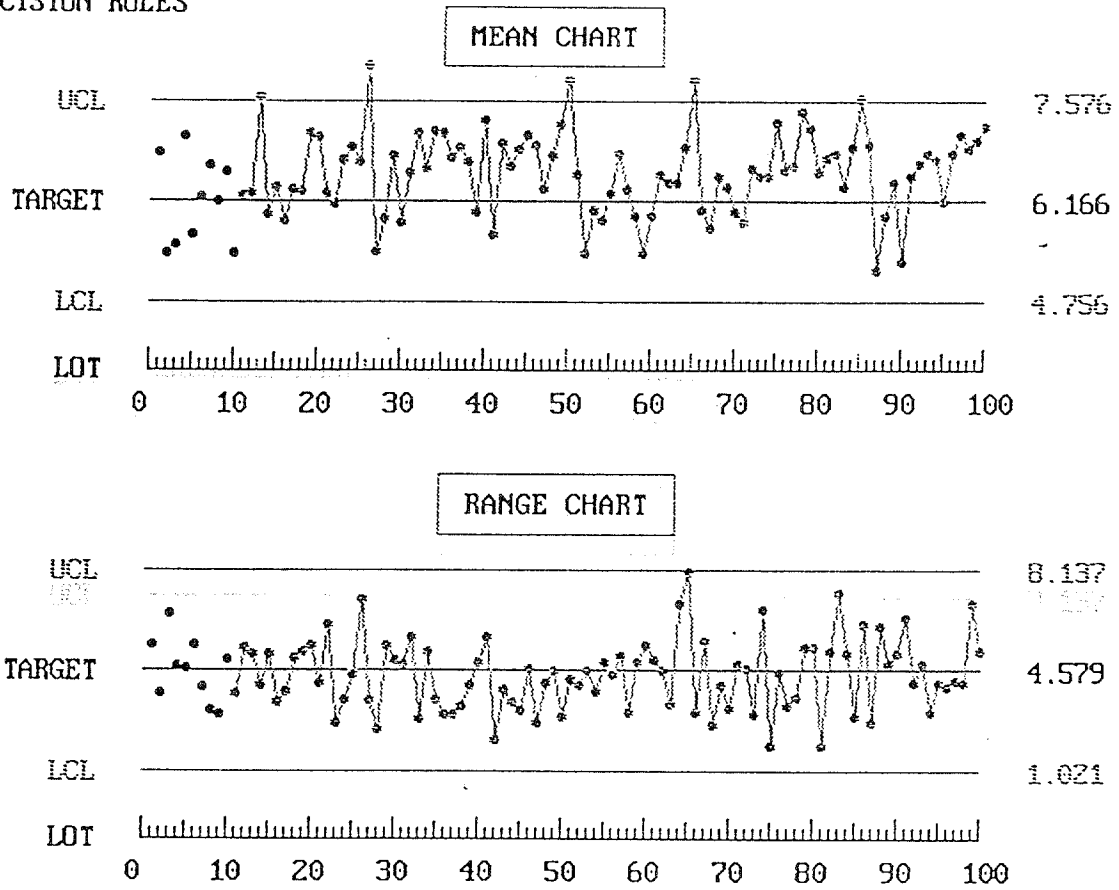 CISION RULES
MEAN CHART
UCL 7.576
TARGET 6.166
LCL 4.756
LOT
0 10 20 30 40 50 60 70 80 90 100
RANGE CHART
UCL 8.137
TARGET 4.579
LCL 1.021
LOT
0 10 20 30 40 50 60 70 80 90 100